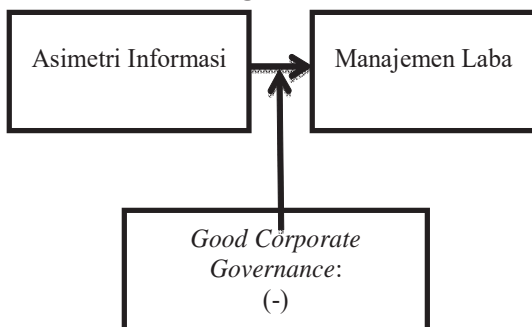 Asimetri Informasi
Manajemen Laba
Good Corporate
Governance:
(-)